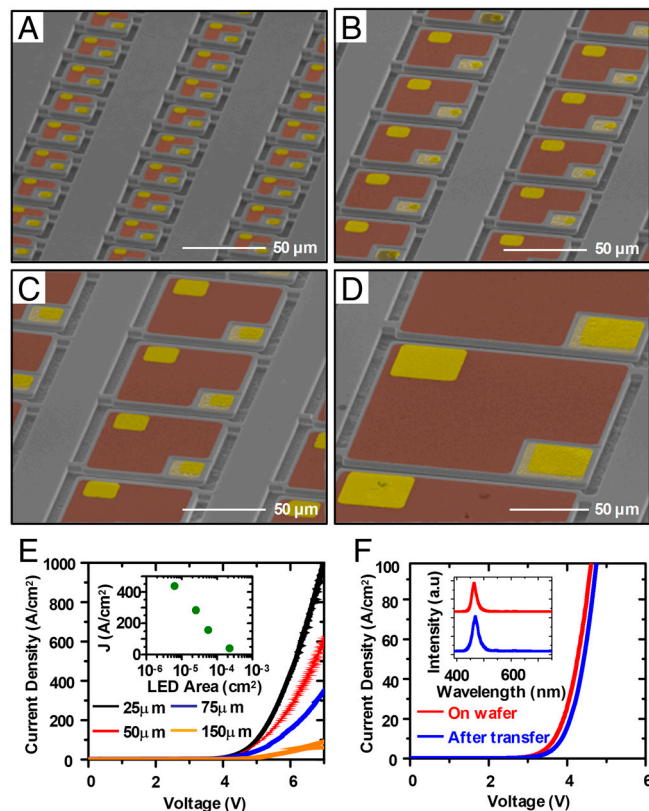 A
50 µm
B
50 µm
C
50 µm
D
50 µm
E
Current Density (A/cm²)
1000
800
600
400
200
0
J (A/cm²)
400
200
0
10⁻⁶ 10⁻⁵ 10⁻⁴ 10⁻³
LED Area (cm²)
25µm 75µm
50µm 150µm
0 2 4 6
Voltage (V)
F
Current Density (A/cm²)
100
80
60
40
20
0
Intensity (a.u)
400 600
Wavelength (nm)
On wafer
After transfer
0 2 4 6
Voltage (V)